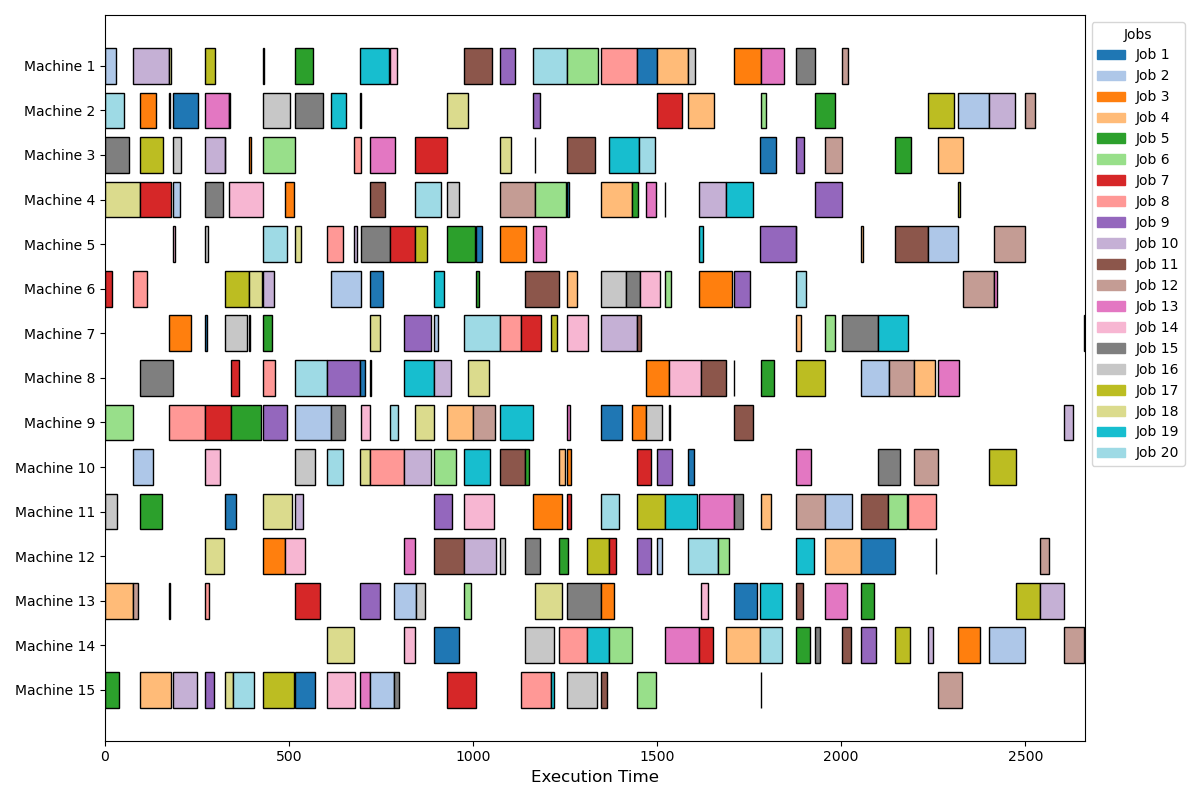 Machine 1
Machine 2
Machine 3
Machine 4
Machine 5
Machine 6
Machine 7
Machine 8
Machine 9
Machine 10
Machine 11
Machine 12
Machine 13
Machine 14
Machine 15
0 500 1000 1500 2000 2500
Execution Time
Jobs
Job 1
Job 2
Job 3
Job 4
Job 5
Job 6
Job 7
Job 8
Job 9
Job 10
Job 11
Job 12
Job 13
Job 14
Job 15
Job 16
Job 17
Job 18
Job 19
Job 20